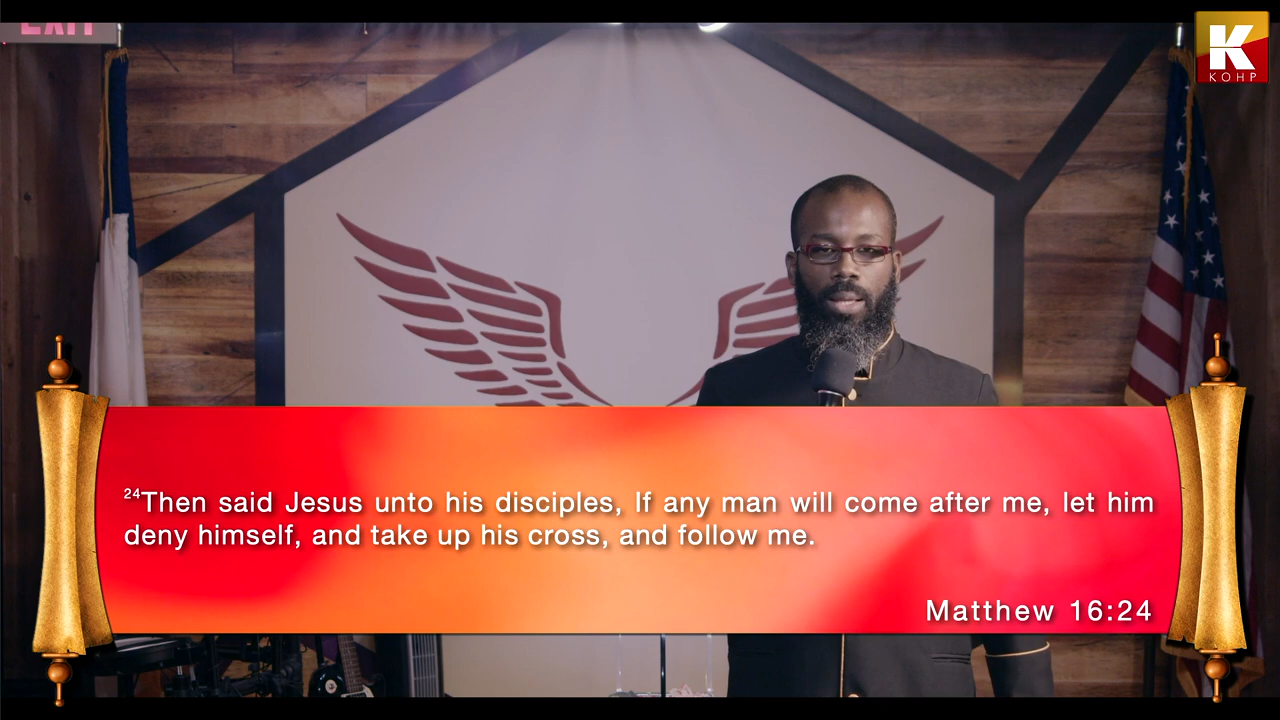 EXIT
K
KOHP
24Then said Jesus unto his disciples, If any man will come after me, let him
deny himself, and take up his cross, and follow me.
Matthew 16:24